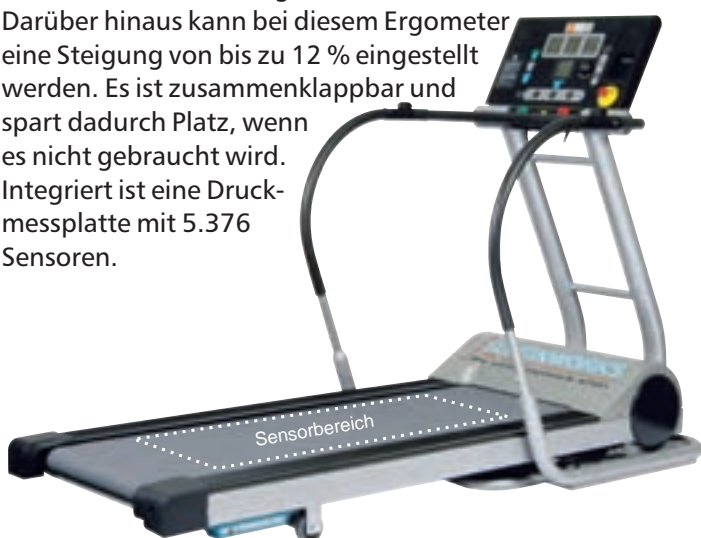 Darüber hinaus kann bei diesem Ergometer
eine Steigung von bis zu 12 % eingestellt
werden. Es ist zusammenklappbar und
spart dadurch Platz, wenn
es nicht gebraucht wird.
Integriert ist eine Druck-
messplatte mit 5.376
Sensoren.
Sensorbereich